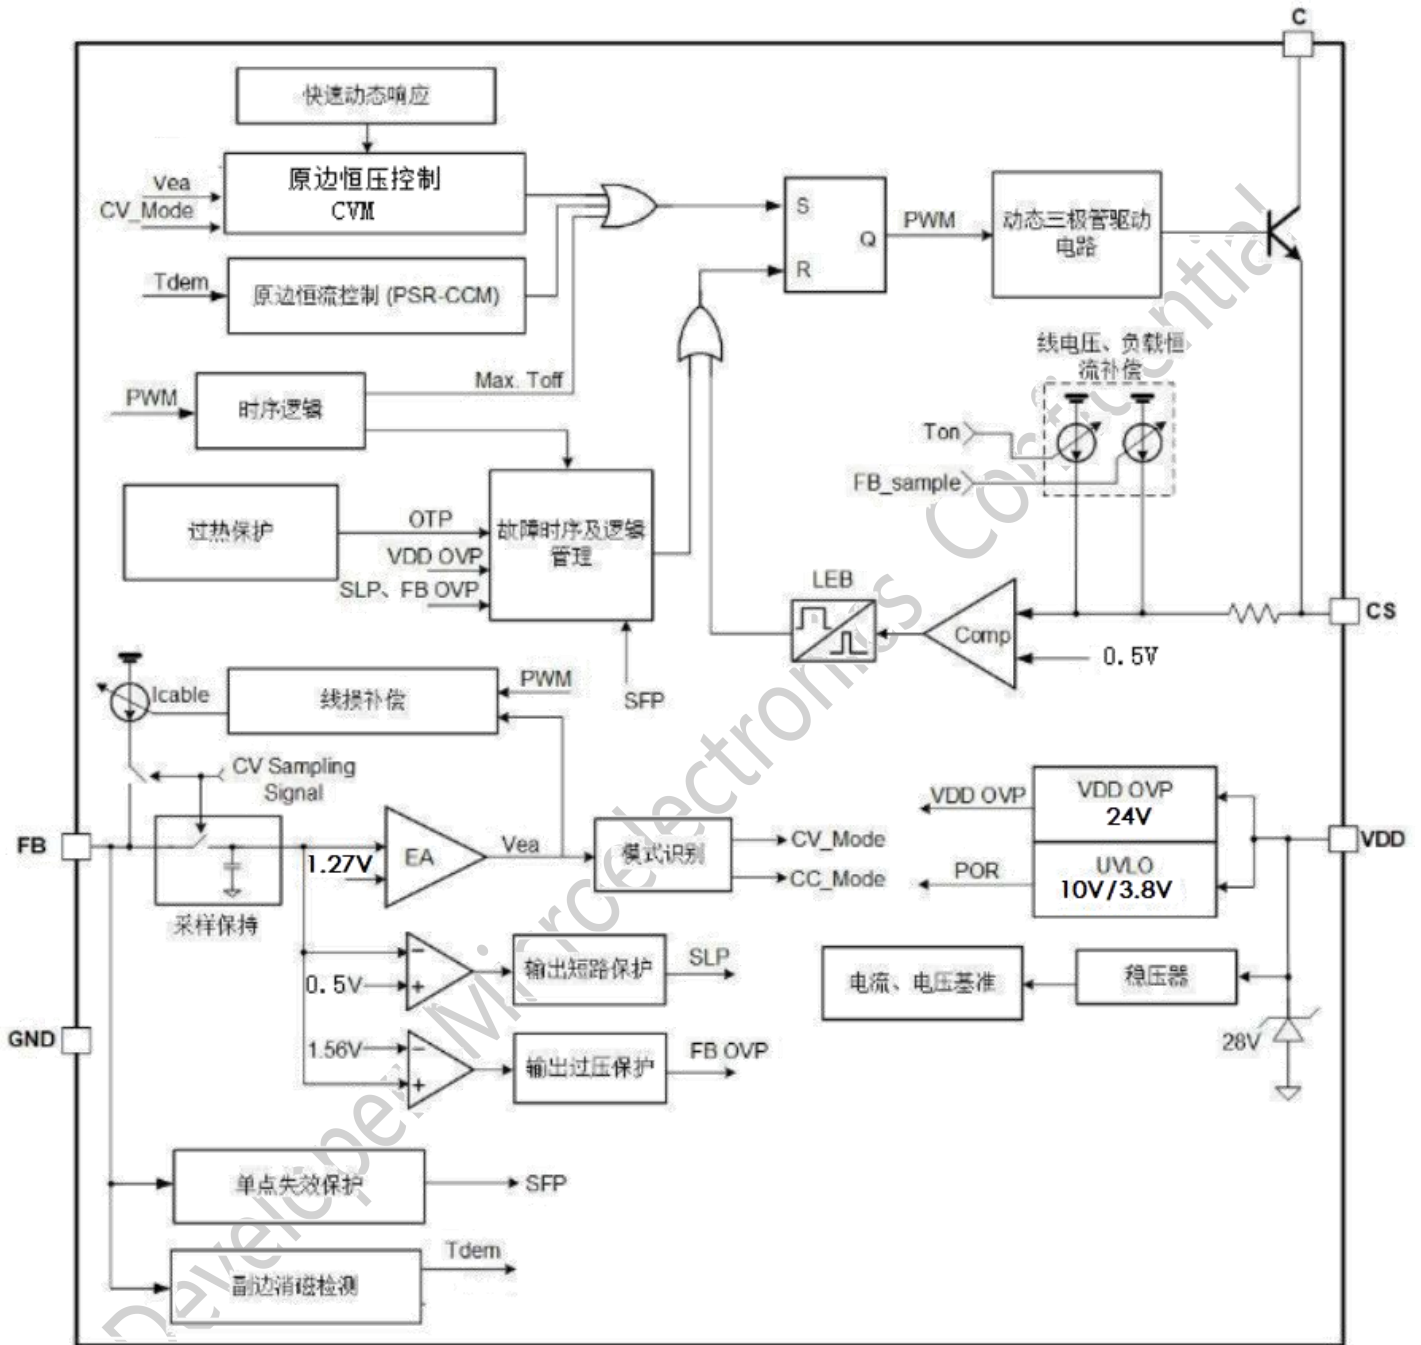 C
快速动态响应
原边恒压控制
CVM
Vea
CV_Mode
S
R
Q
PWM
动态三极管驱动
电路
Tdem
原边恒流控制 (PSR-CCM)
线电压、负载恒
流补偿
Max. Toff
PWM
时序逻辑
Ton
FB_sample
过热保护
OTP
VDD OVP
SLP、FB OVP
故障时序及逻辑
管理
LEB
Comp
CS
0.5V
SFP
Icable
线损补偿
PWM
CV Sampling
Signal
FB
1.27V
EA
Vea
模式识别
CV_Mode
CC_Mode
VDD OVP
POR
VDD OVP
24V
UVLO
10V/3.8V
VDD
采样保持
-
+
0.5V
输出短路保护
SLP
电流、电压基准
稳压器
28V
GND
1.56V
-
+
输出过压保护
FB OVP
单点失效保护
SFP
副边消磁检测
Tdem
Developer Microelectronics Confidential